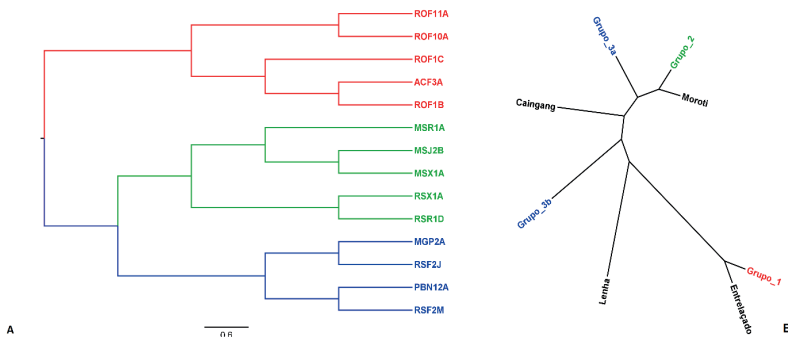 ROF11A
ROF10A
ROF1C
ACF3A
ROF1B
MSR1A
MSJ2B
MSX1A
RSX1A
RSR1D
MGP2A
RSF2J
PBN12A
RSF2M
0.6
A
Grupo_3a
Grupo_2
Moroti
Caingang
Grupo_3b
Lenha
Grupo_1
Entrelaçado
B